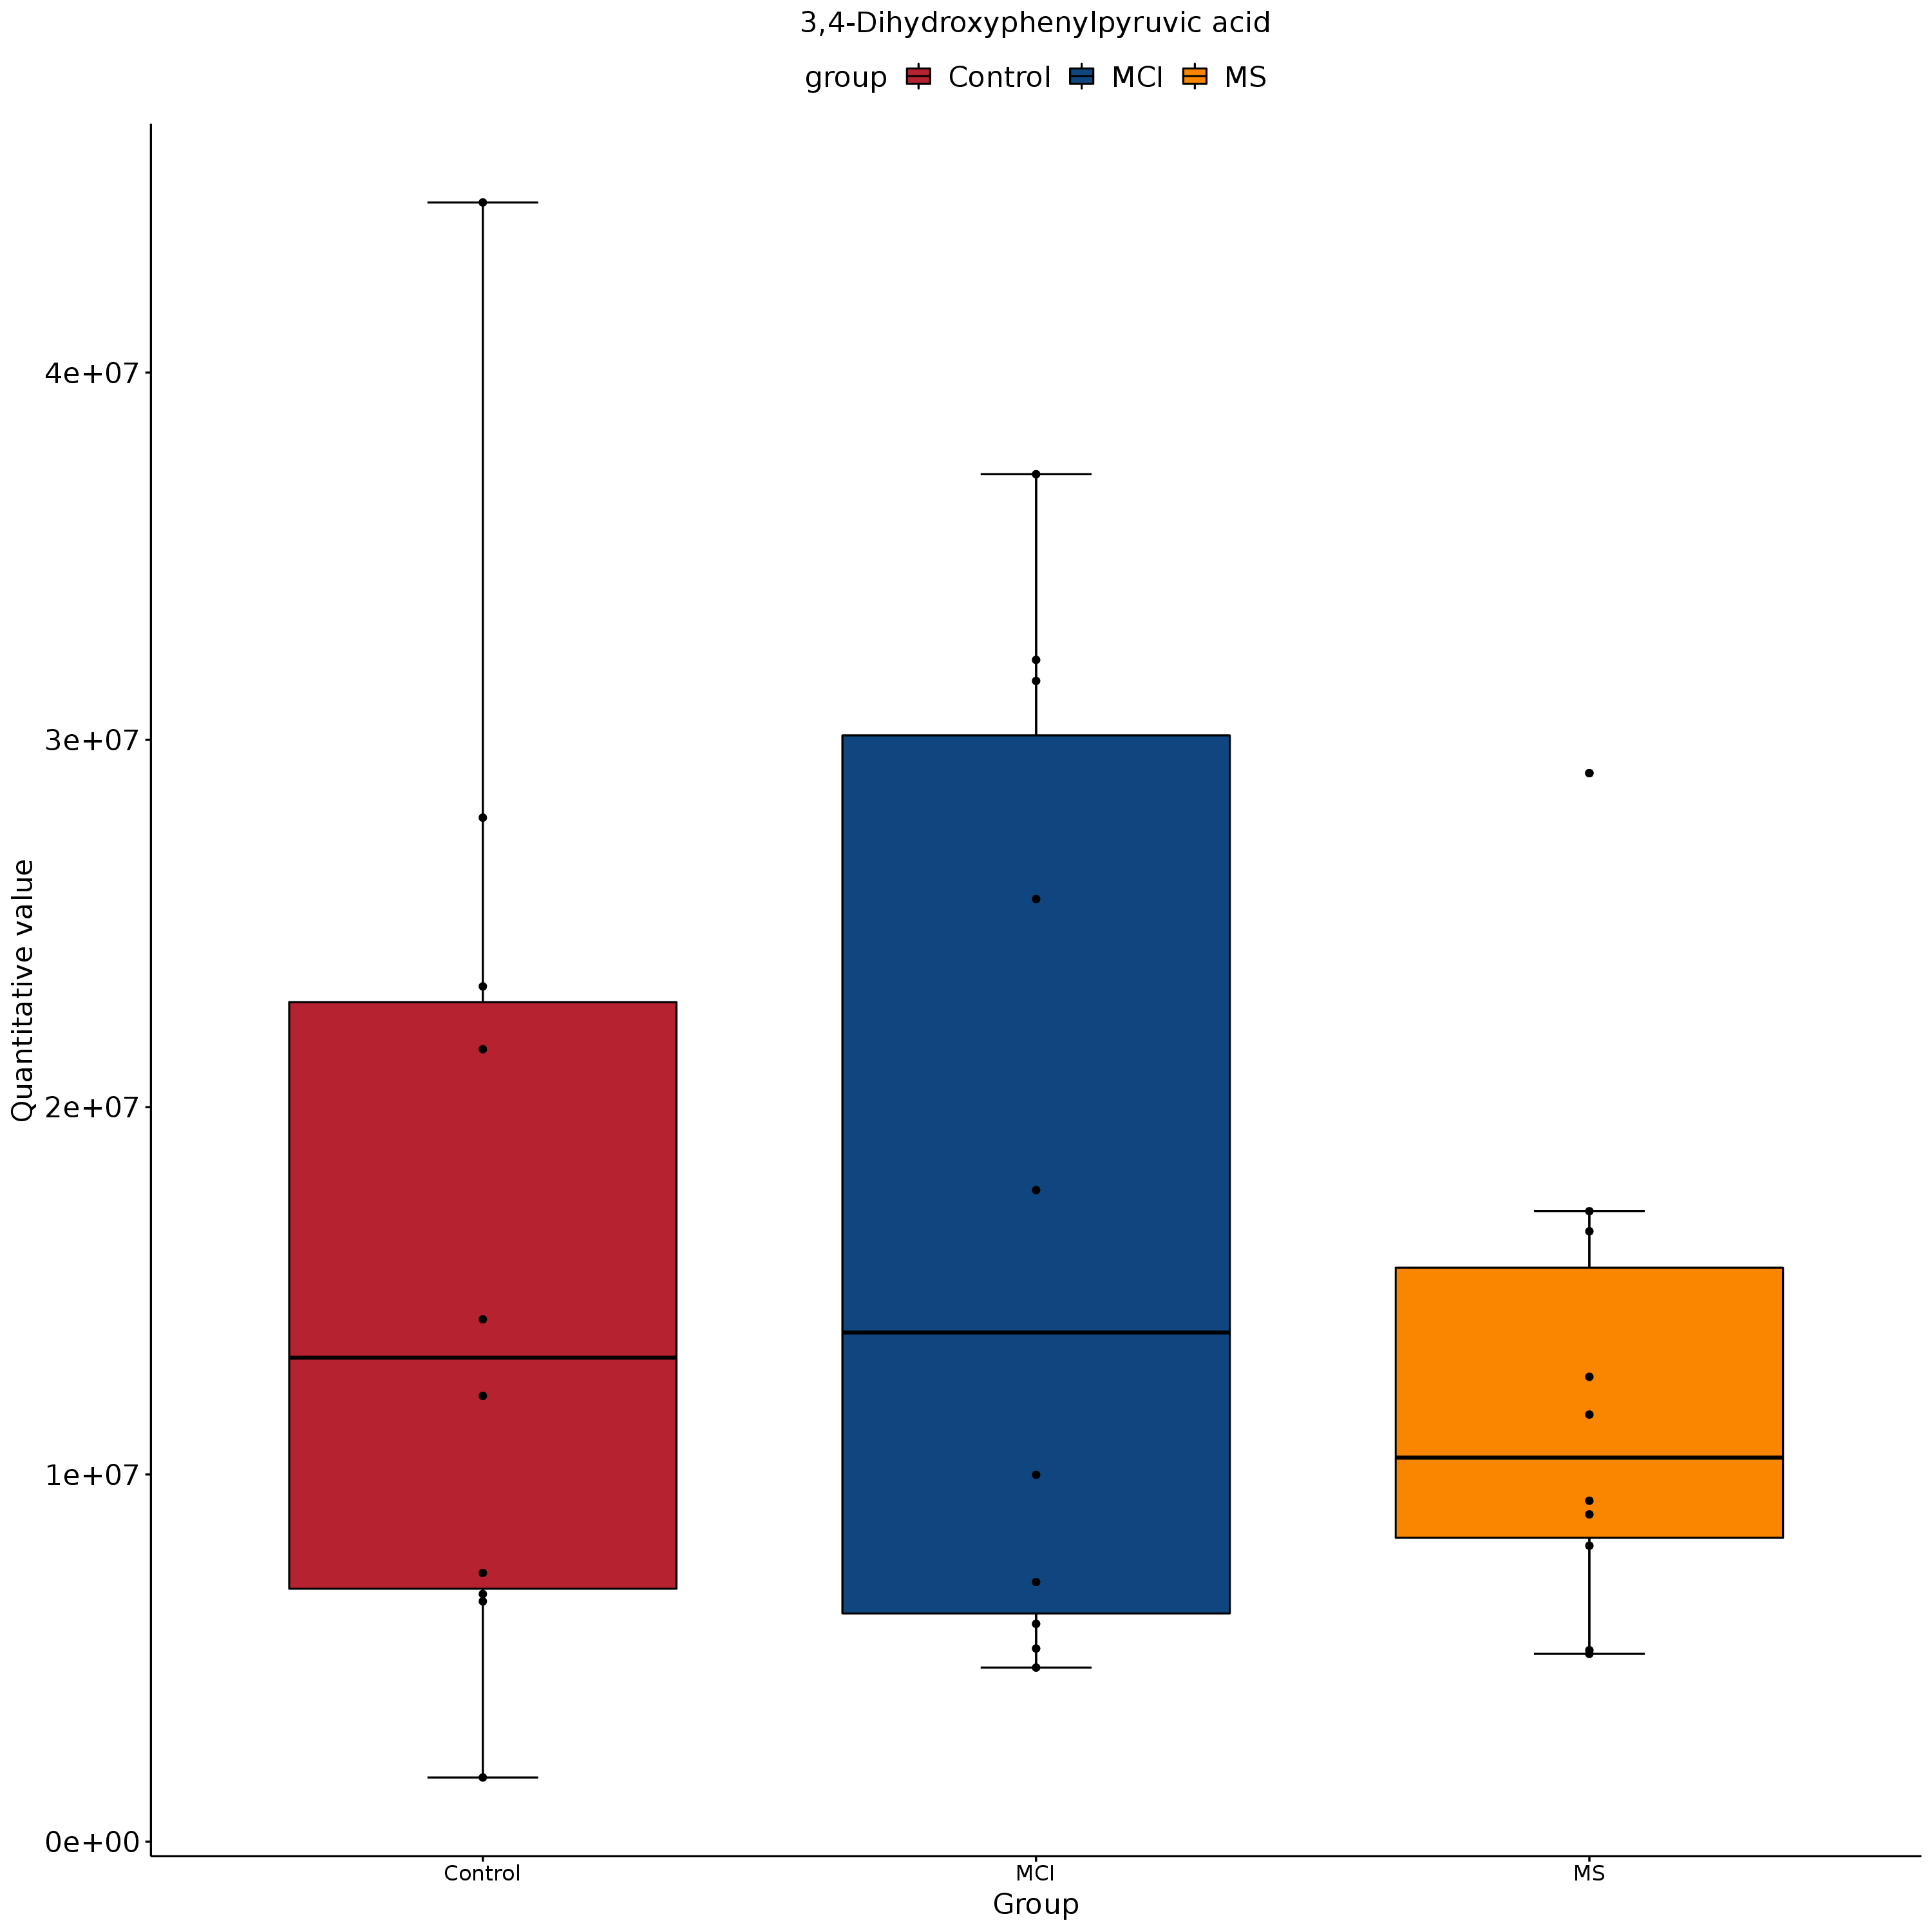 3,4-Dihydroxyphenylpyruvic acid
group Control MCI MS
Quantitative value
4e+07
3e+07
2e+07
1e+07
0e+00
Control MCI MS
Group